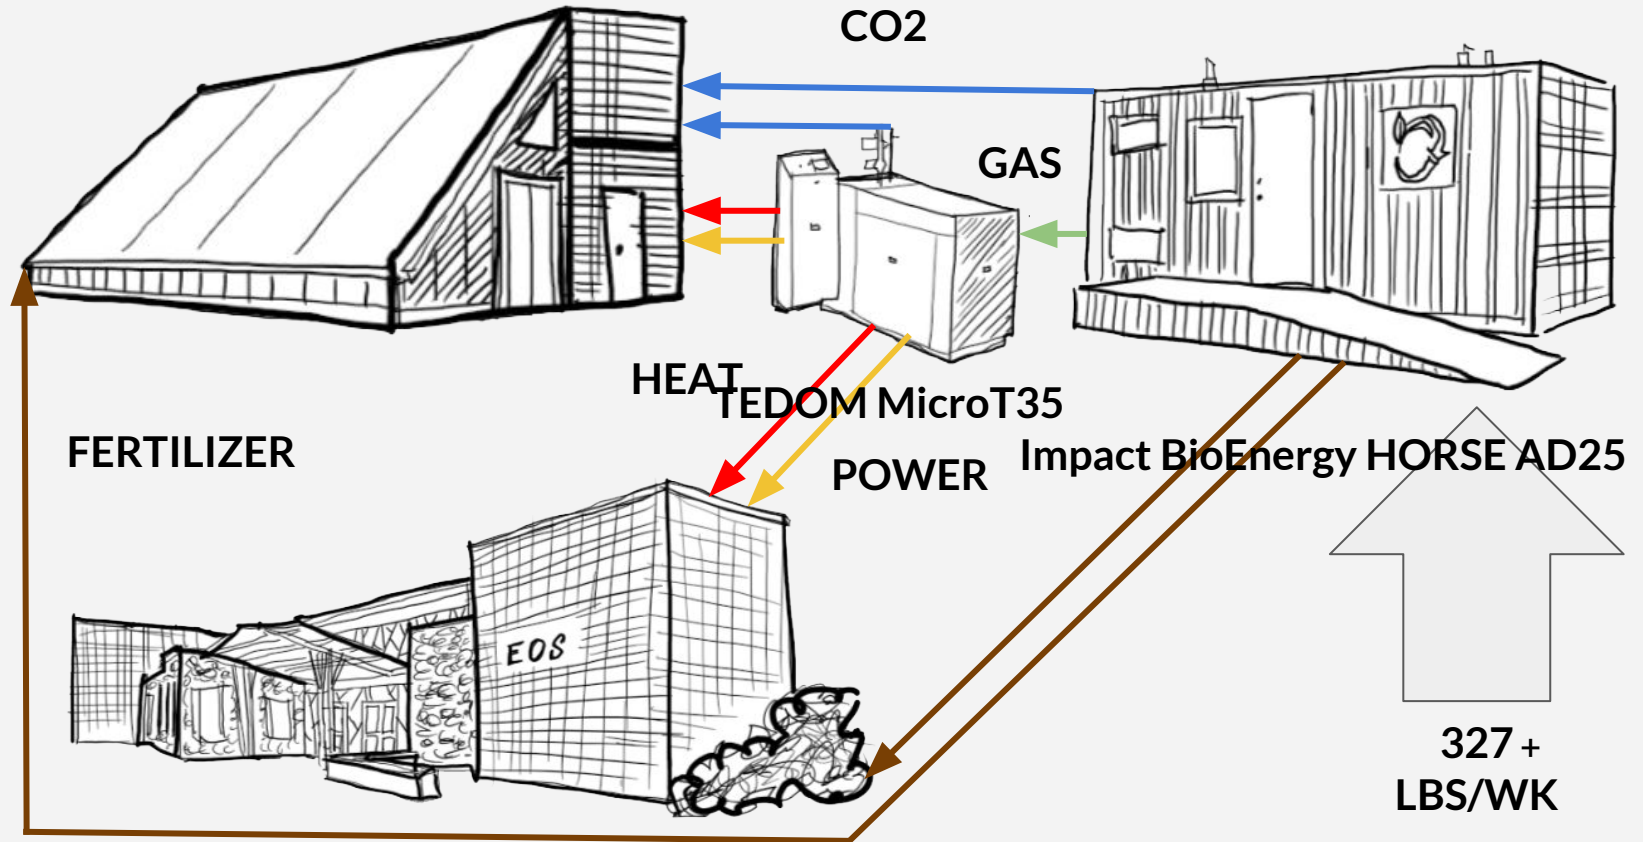 CO2
GAS
HEAT
TEDOM MicroT35
FERTILIZER
Impact BioEnergy HORSE AD25
POWER
EOS
327 +
LBS/WK